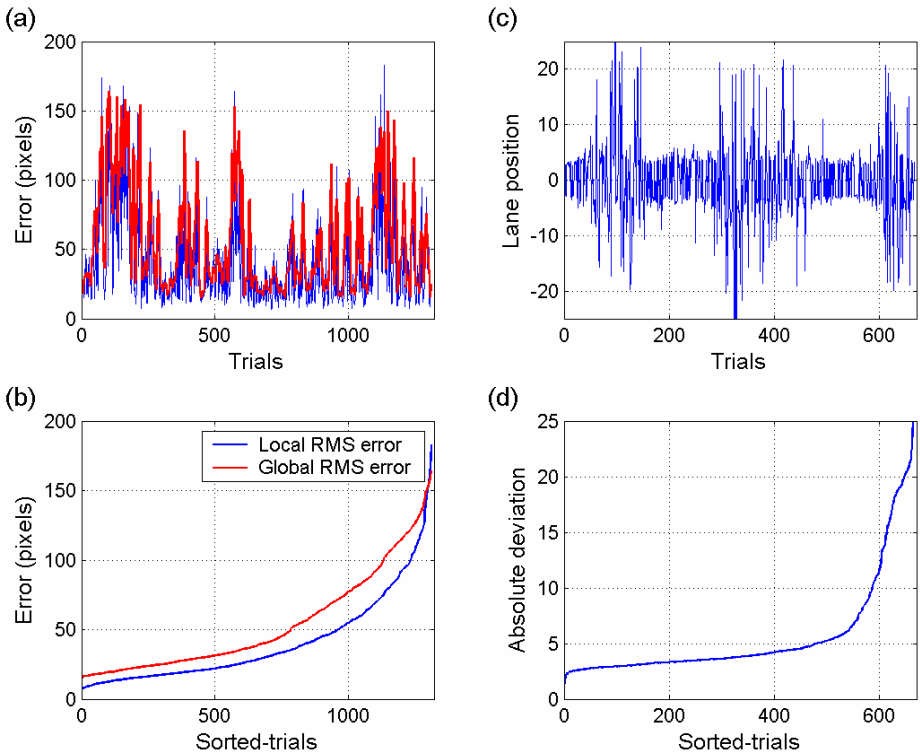 (a)
200
150
100
50
0
Error (pixels)
0
500
1000
Trials
(c)
20
10
0
-10
-20
Lane position
0
200
400
600
Trials
(b)
200
150
100
50
0
Error (pixels)
Local RMS error
Global RMS error
0
500
1000
Sorted-trials
(d)
25
20
15
10
5
0
Absolute deviation
0
200
400
600
Sorted-trials